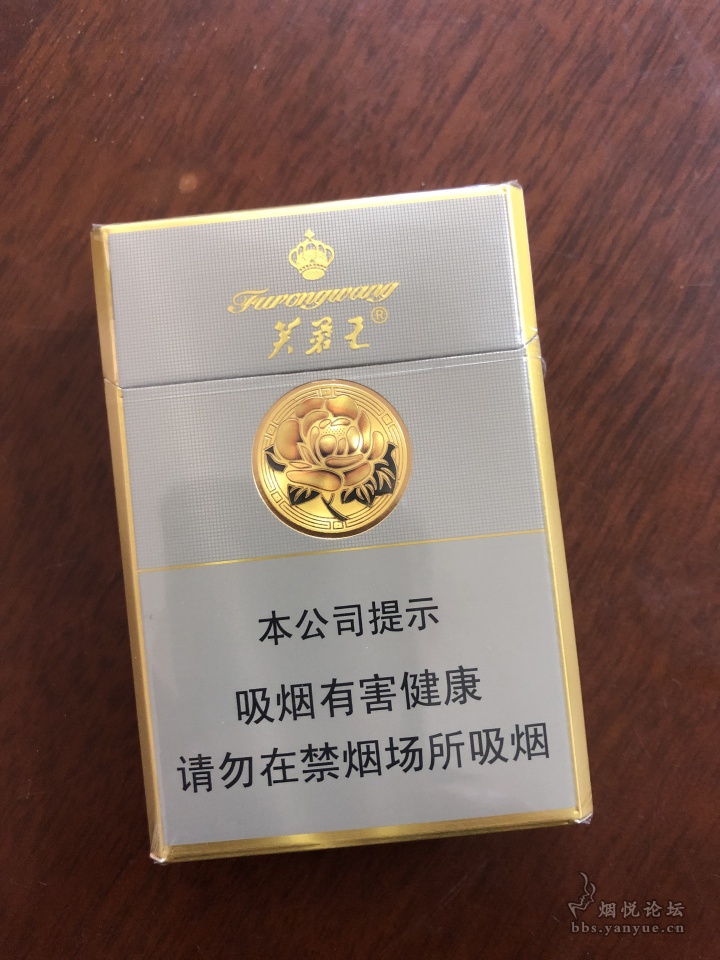 Furongwang
芙蓉王®
本公司提示
吸烟有害健康
请勿在禁烟场所吸烟
烟悦论坛
bbs.yanyue.cn